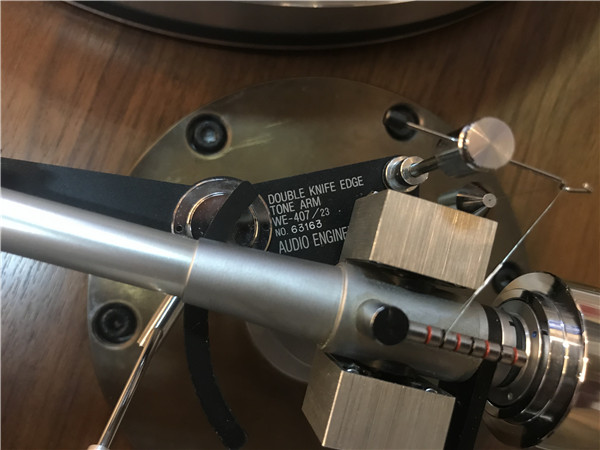 DOUBLE KNIFE EDGE
TONE ARM
WE-407/23
NO. 63163
AUDIO ENGINE